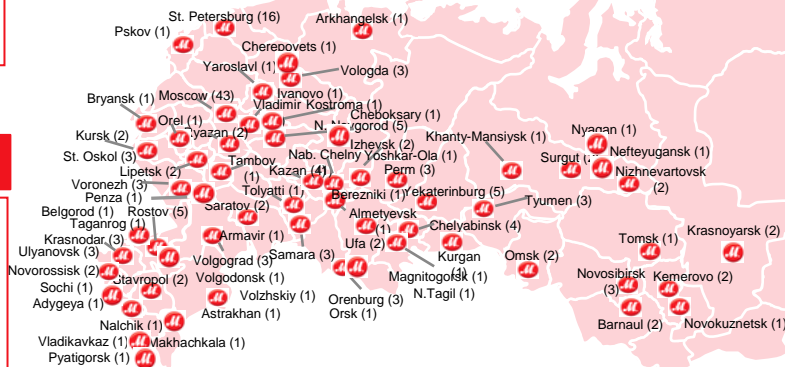 St. Petersburg (16)
Arkhangelsk (1)
Pskov (1)
Cherepovets (1)
Yaroslavl (1)
Vologda (3)
Bryansk (1)
Moscow (43)
Ivanovo (1)
Vladimir Kostroma (1)
Cheboksary (1)
Orel (1)
N. Novgorod (5)
Kursk (2)
Ryazan (2)
Izhevsk (2)
Khanty-Mansiysk (1)
Nyagan (1)
St. Oskol (3)
Nab. Chelny
Yoshkar-Ola (1)
Surgut
Nefteyugansk (1)
Lipetsk (2)
Tambov
(1)
Kazan (4)
Perm (3)
Nizhnevartovsk
(2)
Voronezh (3)
Tolyatti (1)
Berezniki (1)
Yekaterinburg (5)
Penza (1)
Saratov (2)
Tyumen (3)
Belgorod (1)
Rostov (5)
Almetyevsk
(1)
Taganrog (1)
Armavir (1)
Chelyabinsk (4)
Krasnodar (3)
Ufa (2)
Krasnoyarsk (2)
Ulyanovsk (3)
Volgograd (3)
Samara (3)
Kurgan
(1)
Omsk (2)
Tomsk (1)
Novorossisk (2)
Stavropol (2)
Volgodonsk (1)
Magnitogorsk (1)
Novosibirsk
(3)
Kemerovo (2)
Sochi (1)
Volzhskiy (1)
N.Tagil (1)
Adygeya (1)
Astrakhan (1)
Orenburg (3)
Orsk (1)
Nalchik (1)
Barnaul (2)
Novokuznetsk (1)
Vladikavkaz (1)
Makhachkala (1)
Pyatigorsk (1)